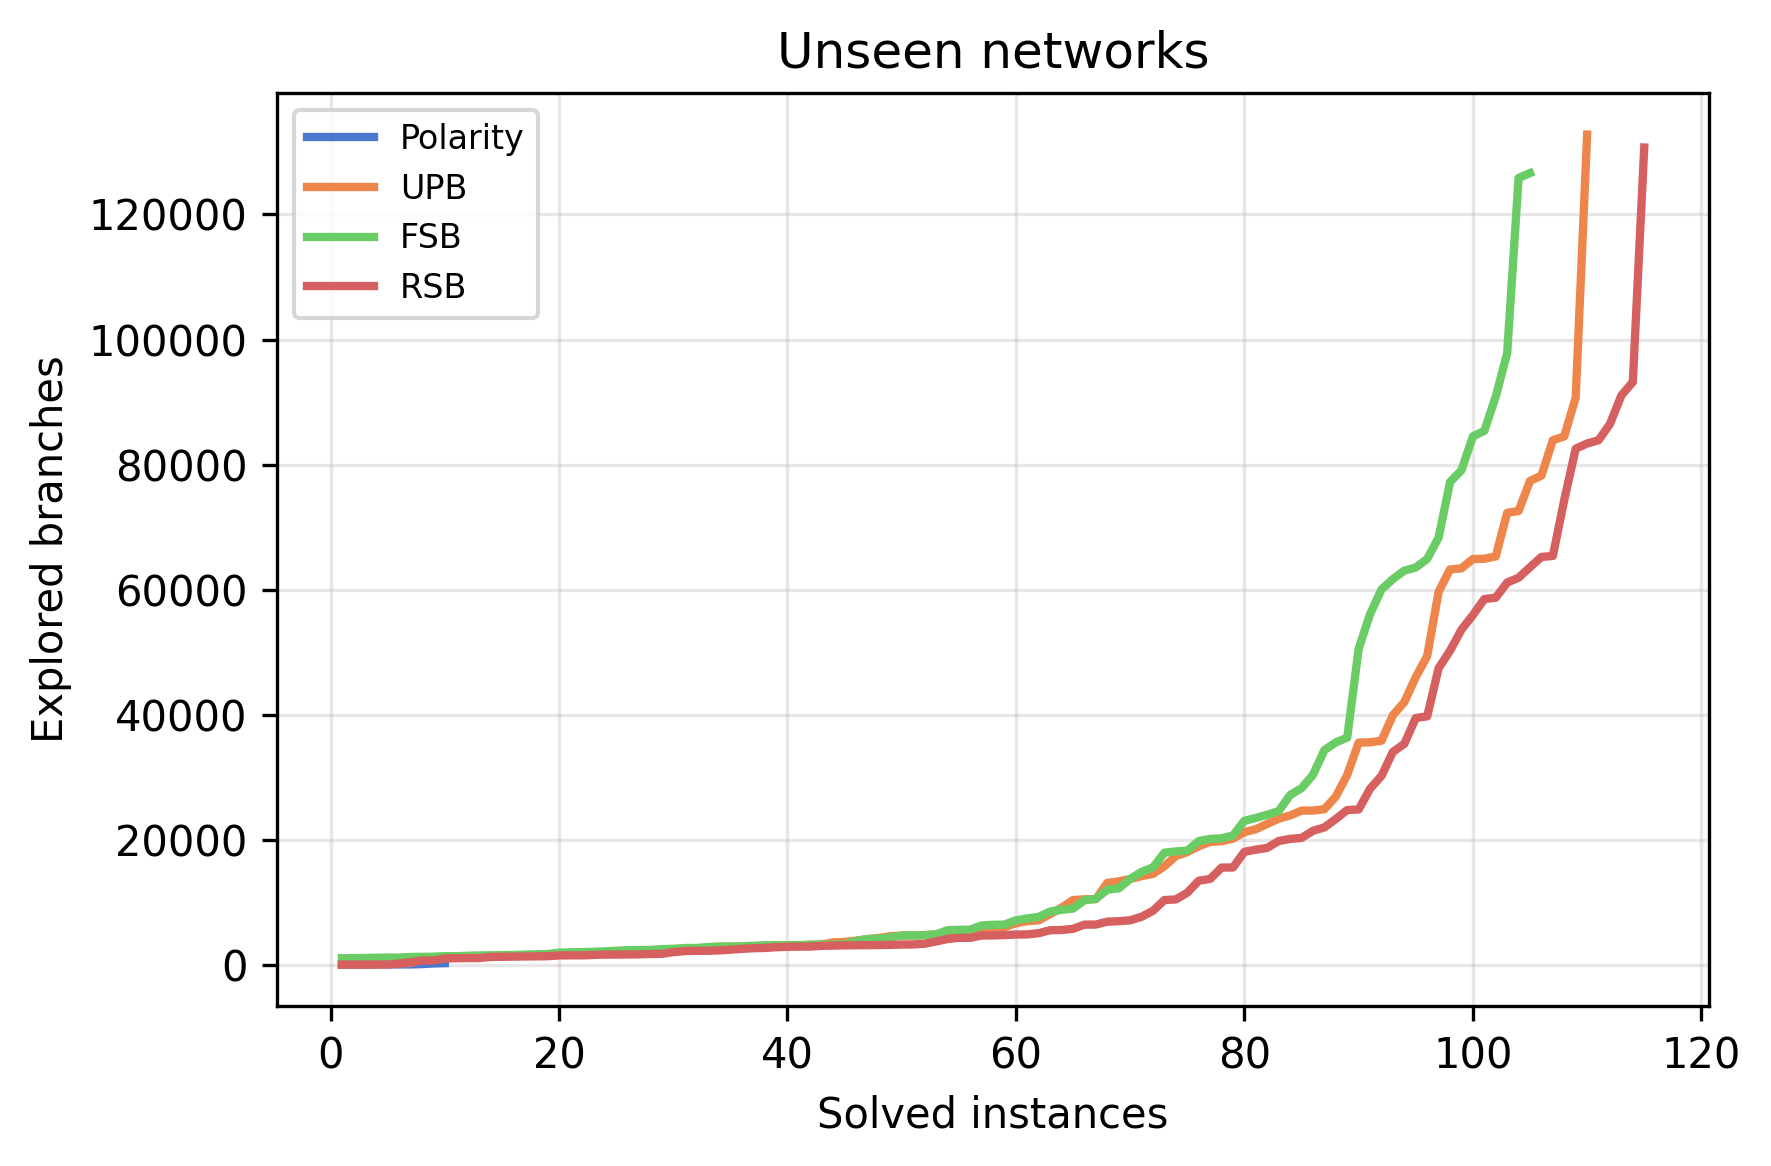 Unseen networks
Polarity
UPB
FSB
RSB
120000
100000
80000
60000
40000
20000
0
Explored branches
0 20 40 60 80 100 120
Solved instances